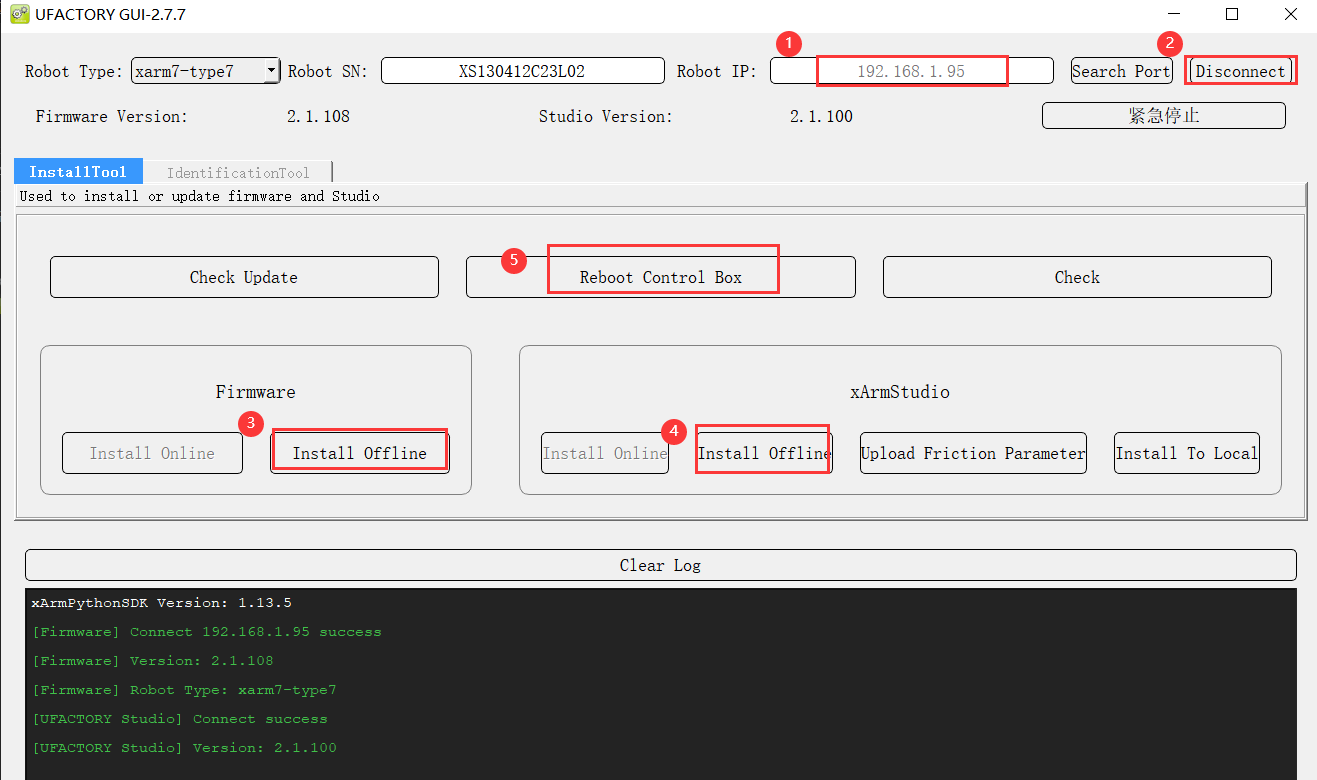 UFACTORY GUI-2.7.7
1 2
Robot Type: xarm7-type7 Robot SN: XS130412C23L02 Robot IP: 192.168.1.95 Search Port Disconnect
Firmware Version: 2.1.108 Studio Version: 2.1.100 紧急停止
InstallTool IdentificationTool
Used to install or update firmware and Studio
5
Check Update Reboot Control Box Check
Firmware xArmStudio
3 4
Install Online Install Offline Install Online Install Offline Upload Friction Parameter Install To Local
Clear Log
xArmPythonSDK Version: 1.13.5
[Firmware] Connect 192.168.1.95 success
[Firmware] Version: 2.1.108
[Firmware] Robot Type: xarm7-type7
[UFACTORY Studio] Connect success
[UFACTORY Studio] Version: 2.1.100